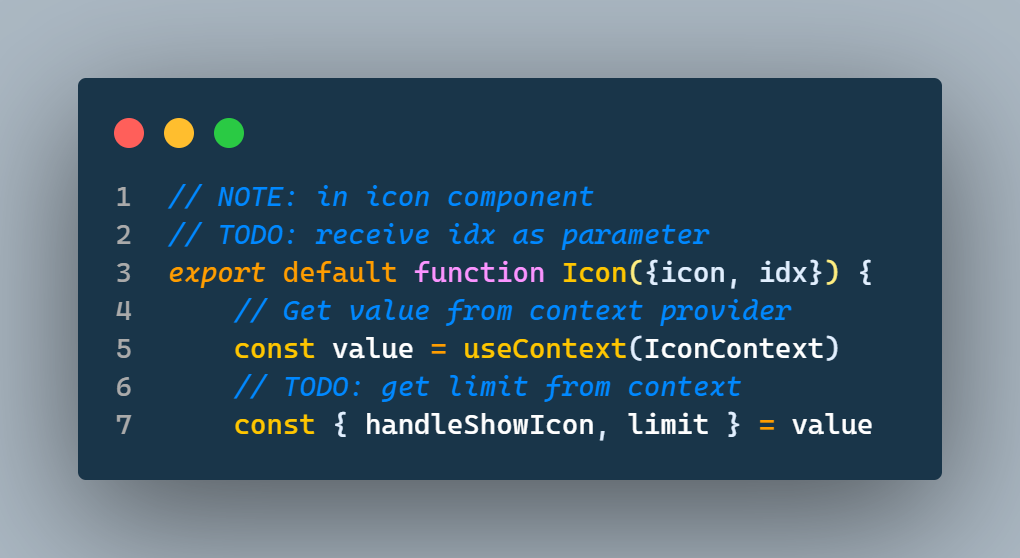 1 // NOTE: in icon component
2 // TODO: receive idx as parameter
3 export default function Icon({icon, idx}) {
4     // Get value from context provider
5     const value = useContext(IconContext)
6     // TODO: get limit from context
7     const { handleShowIcon, limit } = value